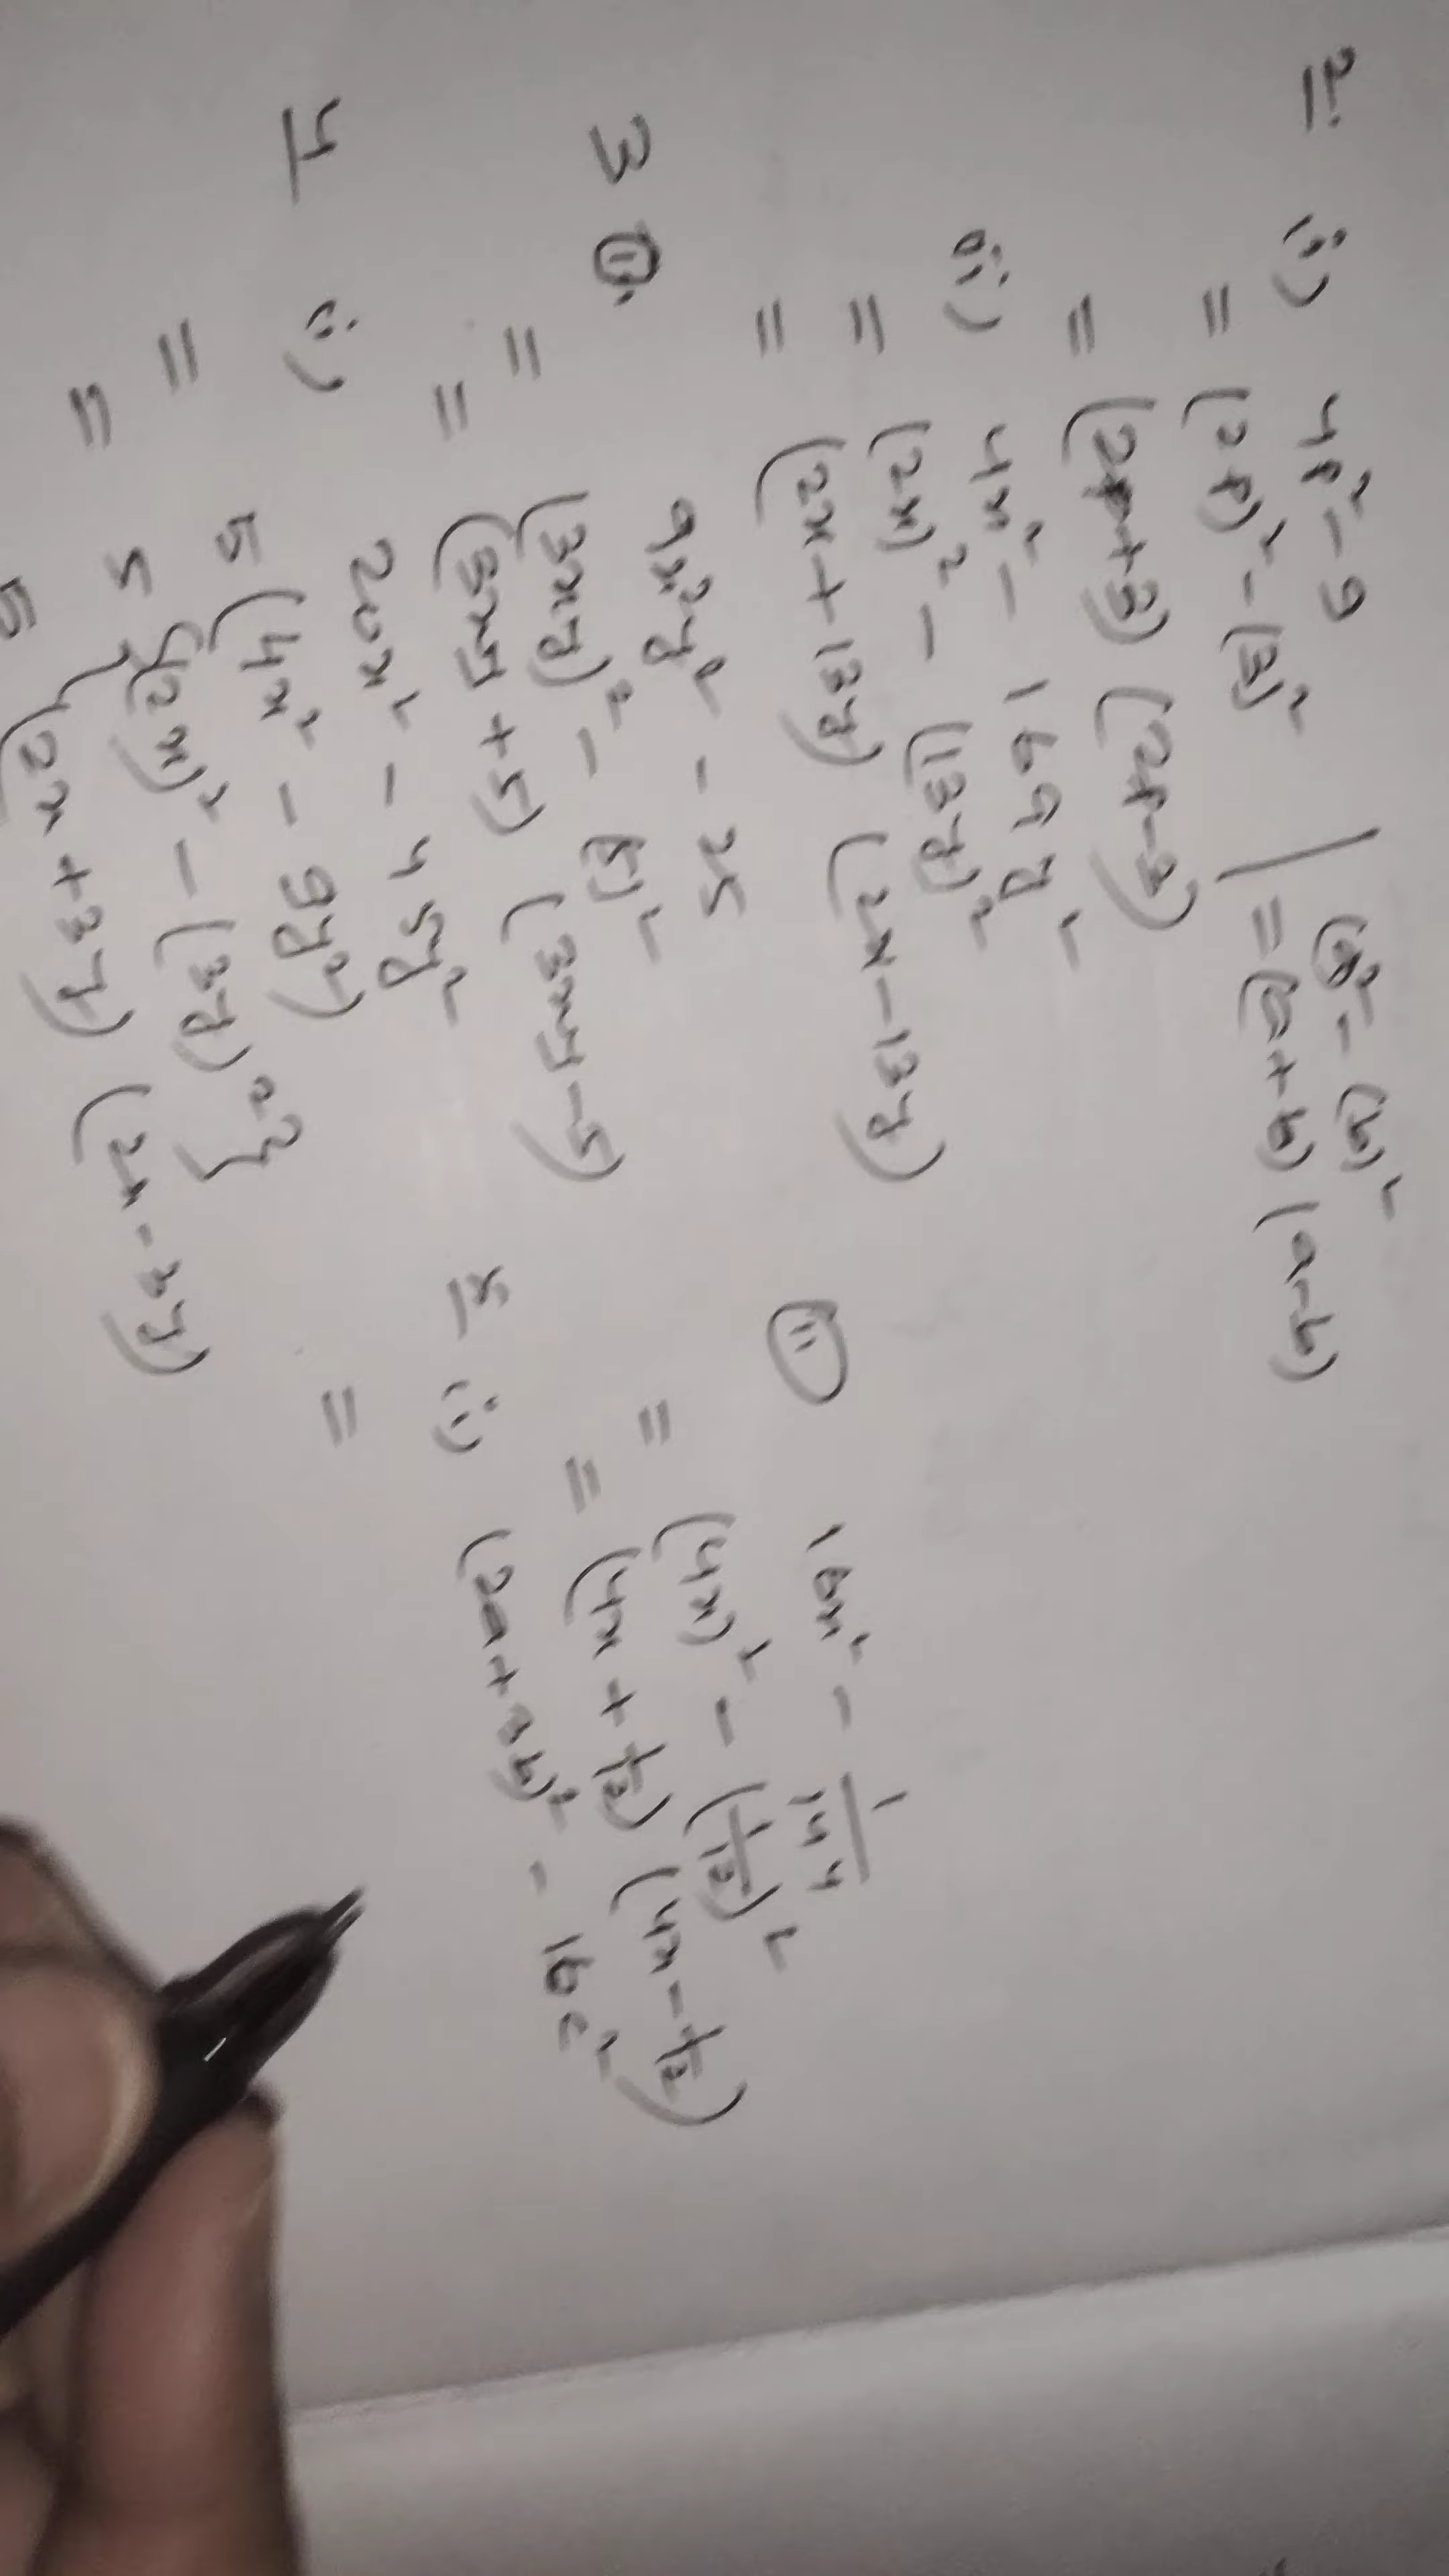 2. i) 4p² - 9
= (2p)² - (3)²
= (2p+3) (2p-3)
(a)² - (b)²
= (a+b) (a-b)
ii) 4x² - 169y²
= (2x)² - (13y)²
= (2x + 13y) (2x - 13y)
3 i. 9x²y² - 25
= (3xy)² - (5)²
= (3xy + 5) (3xy - 5)
4 i) 20x² - 45y²
= 5 (4x² - 9y²)
= 5 {(2x)² - (3y)²}
5 {(2x + 3y) (2x - 3y)
ii 16x² - 1/144
= (4x)² - (1/12)²
= (4x + 1/12) (4x - 1/12)
5 i) (2a + 3b)² - 16c²
=